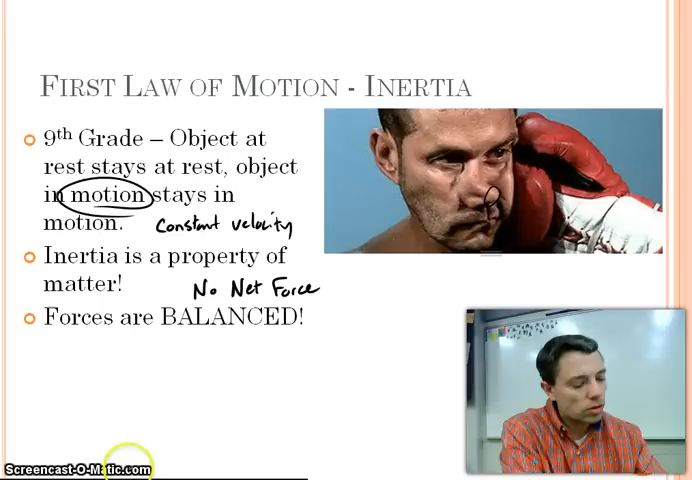 FIRST LAW OF MOTION - INERTIA
9th Grade – Object at
rest stays at rest, object
in motion stays in
motion. Constant velocity
Inertia is a property of
matter! No Net Force
Forces are BALANCED!
Screencast-O-Matic.com